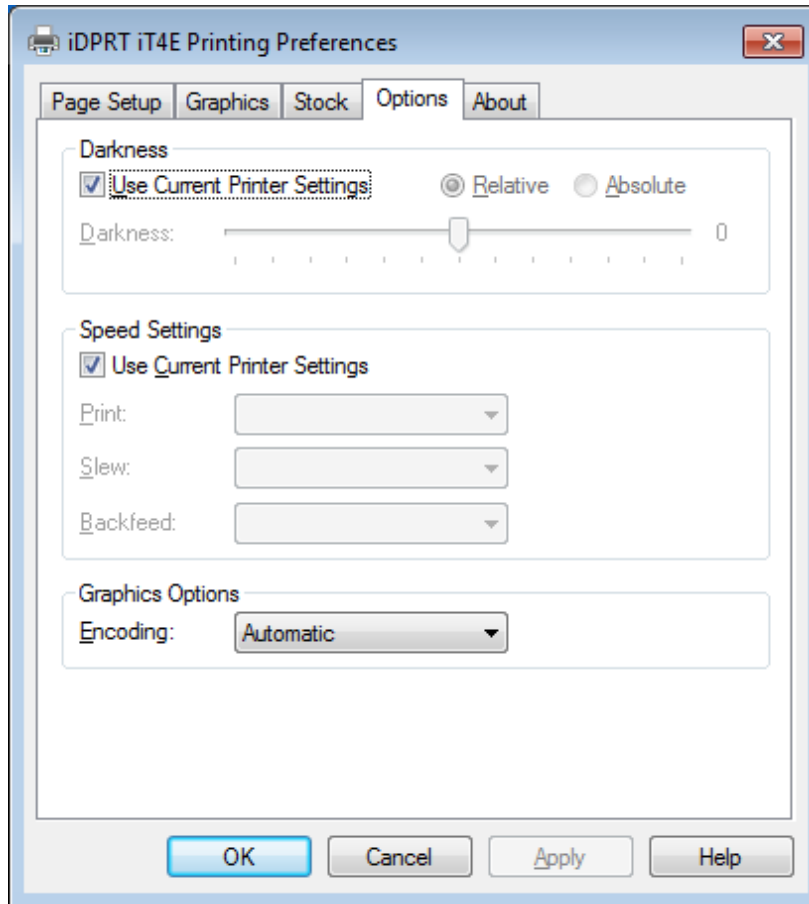 iDPRT iT4E Printing Preferences
Page Setup Graphics Stock Options About
Darkness
Use Current Printer Settings Relative Absolute
Darkness: 0
Speed Settings
Use Current Printer Settings
Print:
Slew:
Backfeed:
Graphics Options
Encoding: Automatic
OK Cancel Apply Help